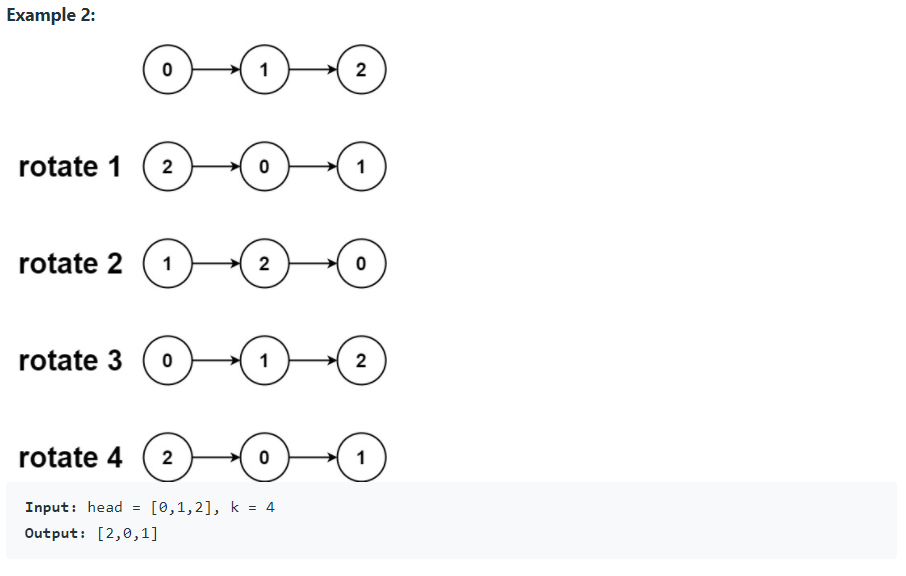 Example 2:
0 1 2
rotate 1 2 0 1
rotate 2 1 2 0
rotate 3 0 1 2
rotate 4 2 0 1
Input: head = [0,1,2], k = 4
Output: [2,0,1]